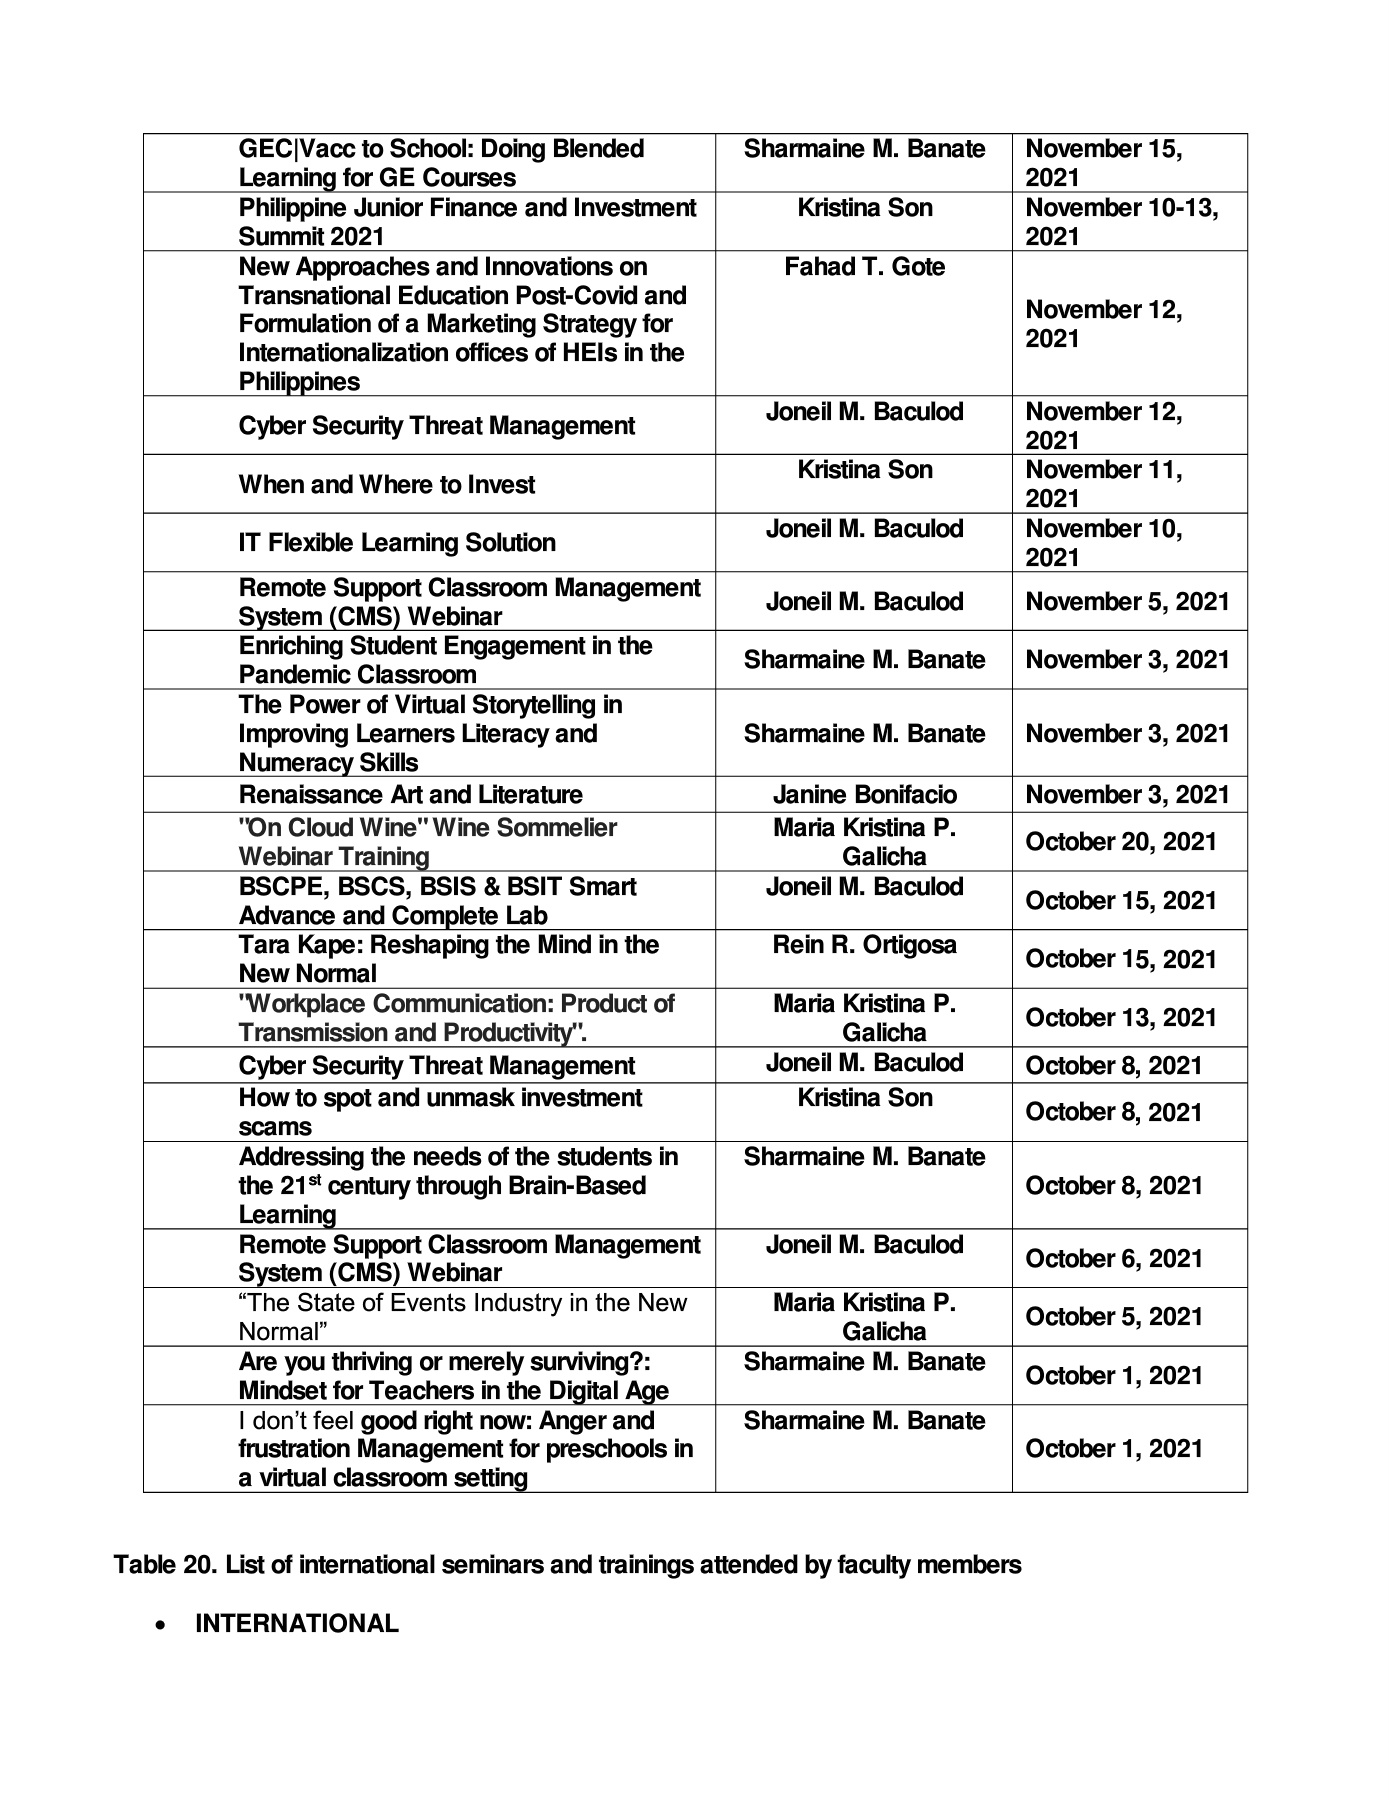 GEC|Vacc to School: Doing Blended Sharmaine M. Banate November 15,
Learning for GE Courses 2021
Philippine Junior Finance and Investment Kristina Son November 10-13,
Summit 2021 2021
New Approaches and Innovations on Fahad T. Gote
Transnational Education Post-Covid and
Formulation of a Marketing Strategy for November 12,
Internationalization offices of HEIs in the 2021
Philippines
Cyber Security Threat Management Joneil M. Baculod November 12,
2021
When and Where to Invest Kristina Son November 11,
2021
IT Flexible Learning Solution Joneil M. Baculod November 10,
2021
Remote Support Classroom Management Joneil M. Baculod November 5, 2021
System (CMS) Webinar
Enriching Student Engagement in the Sharmaine M. Banate November 3, 2021
Pandemic Classroom
The Power of Virtual Storytelling in
Improving Learners Literacy and Sharmaine M. Banate November 3, 2021
Numeracy Skills
Renaissance Art and Literature Janine Bonifacio November 3, 2021
"On Cloud Wine" Wine Sommelier Maria Kristina P. October 20, 2021
Webinar Training Galicha
BSCPE, BSCS, BSIS & BSIT Smart Joneil M. Baculod October 15, 2021
Advance and Complete Lab
Tara Kape: Reshaping the Mind in the Rein R. Ortigosa October 15, 2021
New Normal
"Workplace Communication: Product of Maria Kristina P. October 13, 2021
Transmission and Productivity". Galicha
Cyber Security Threat Management Joneil M. Baculod October 8, 2021
How to spot and unmask investment Kristina Son October 8, 2021
scams
Addressing the needs of the students in Sharmaine M. Banate
the 21st century through Brain-Based October 8, 2021
Learning
Remote Support Classroom Management Joneil M. Baculod October 6, 2021
System (CMS) Webinar
“The State of Events Industry in the New Maria Kristina P. October 5, 2021
Normal” Galicha
Are you thriving or merely surviving?: Sharmaine M. Banate October 1, 2021
Mindset for Teachers in the Digital Age
I don’t feel good right now: Anger and Sharmaine M. Banate
frustration Management for preschools in October 1, 2021
a virtual classroom setting
Table 20. List of international seminars and trainings attended by faculty members
• INTERNATIONAL